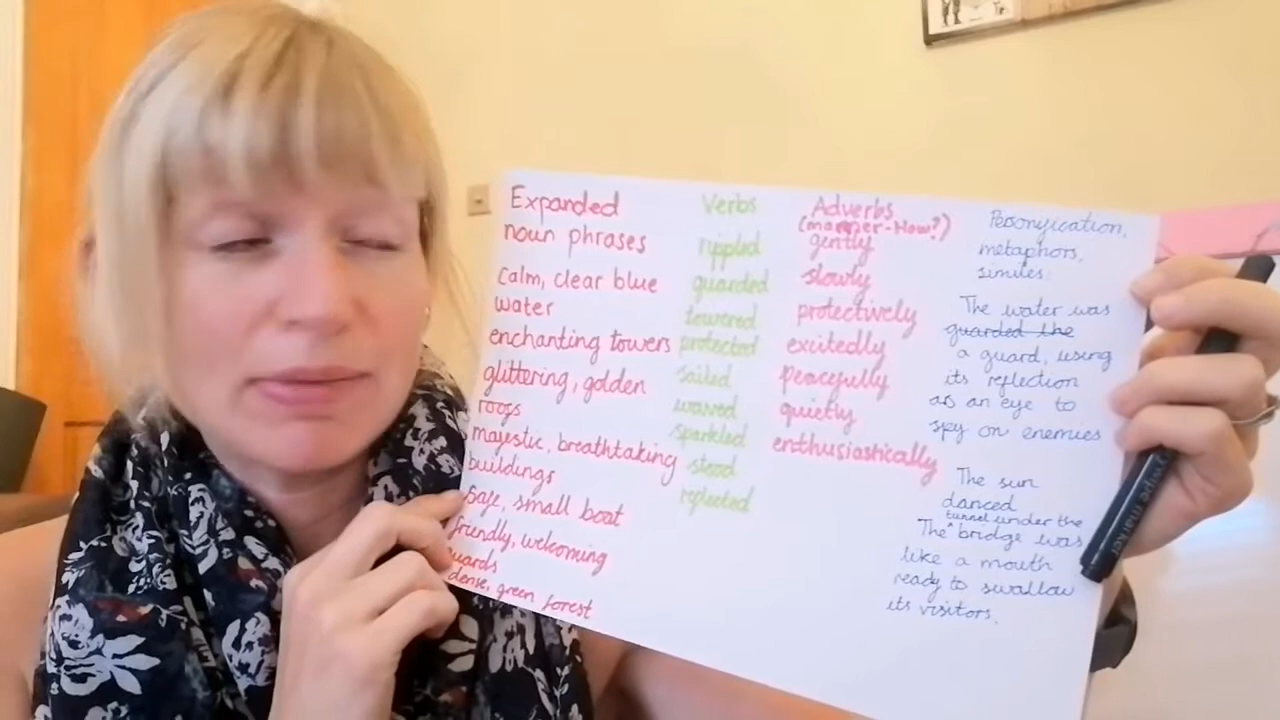 Expanded
noun phrases
calm, clear blue
water
enchanting towers
glittering, golden
roofs
majestic, breathtaking
buildings
safe, small boat
friendly, welcoming
guards
dense, green forest
Verbs
rippled
guarded
towered
protected
sailed
waved
sparkled
stood
reflected
Adverbs
(manner-How?)
gently
slowly
protectively
excitedly
peacefully
quietly
enthusiastically
Personification,
metaphors,
similes.
The water was
guarded the
a guard, using
its reflection
as an eye to
spy on enemies
The sun
danced
tunnel under the
The bridge was
like a mouth
ready to swallow
its visitors.